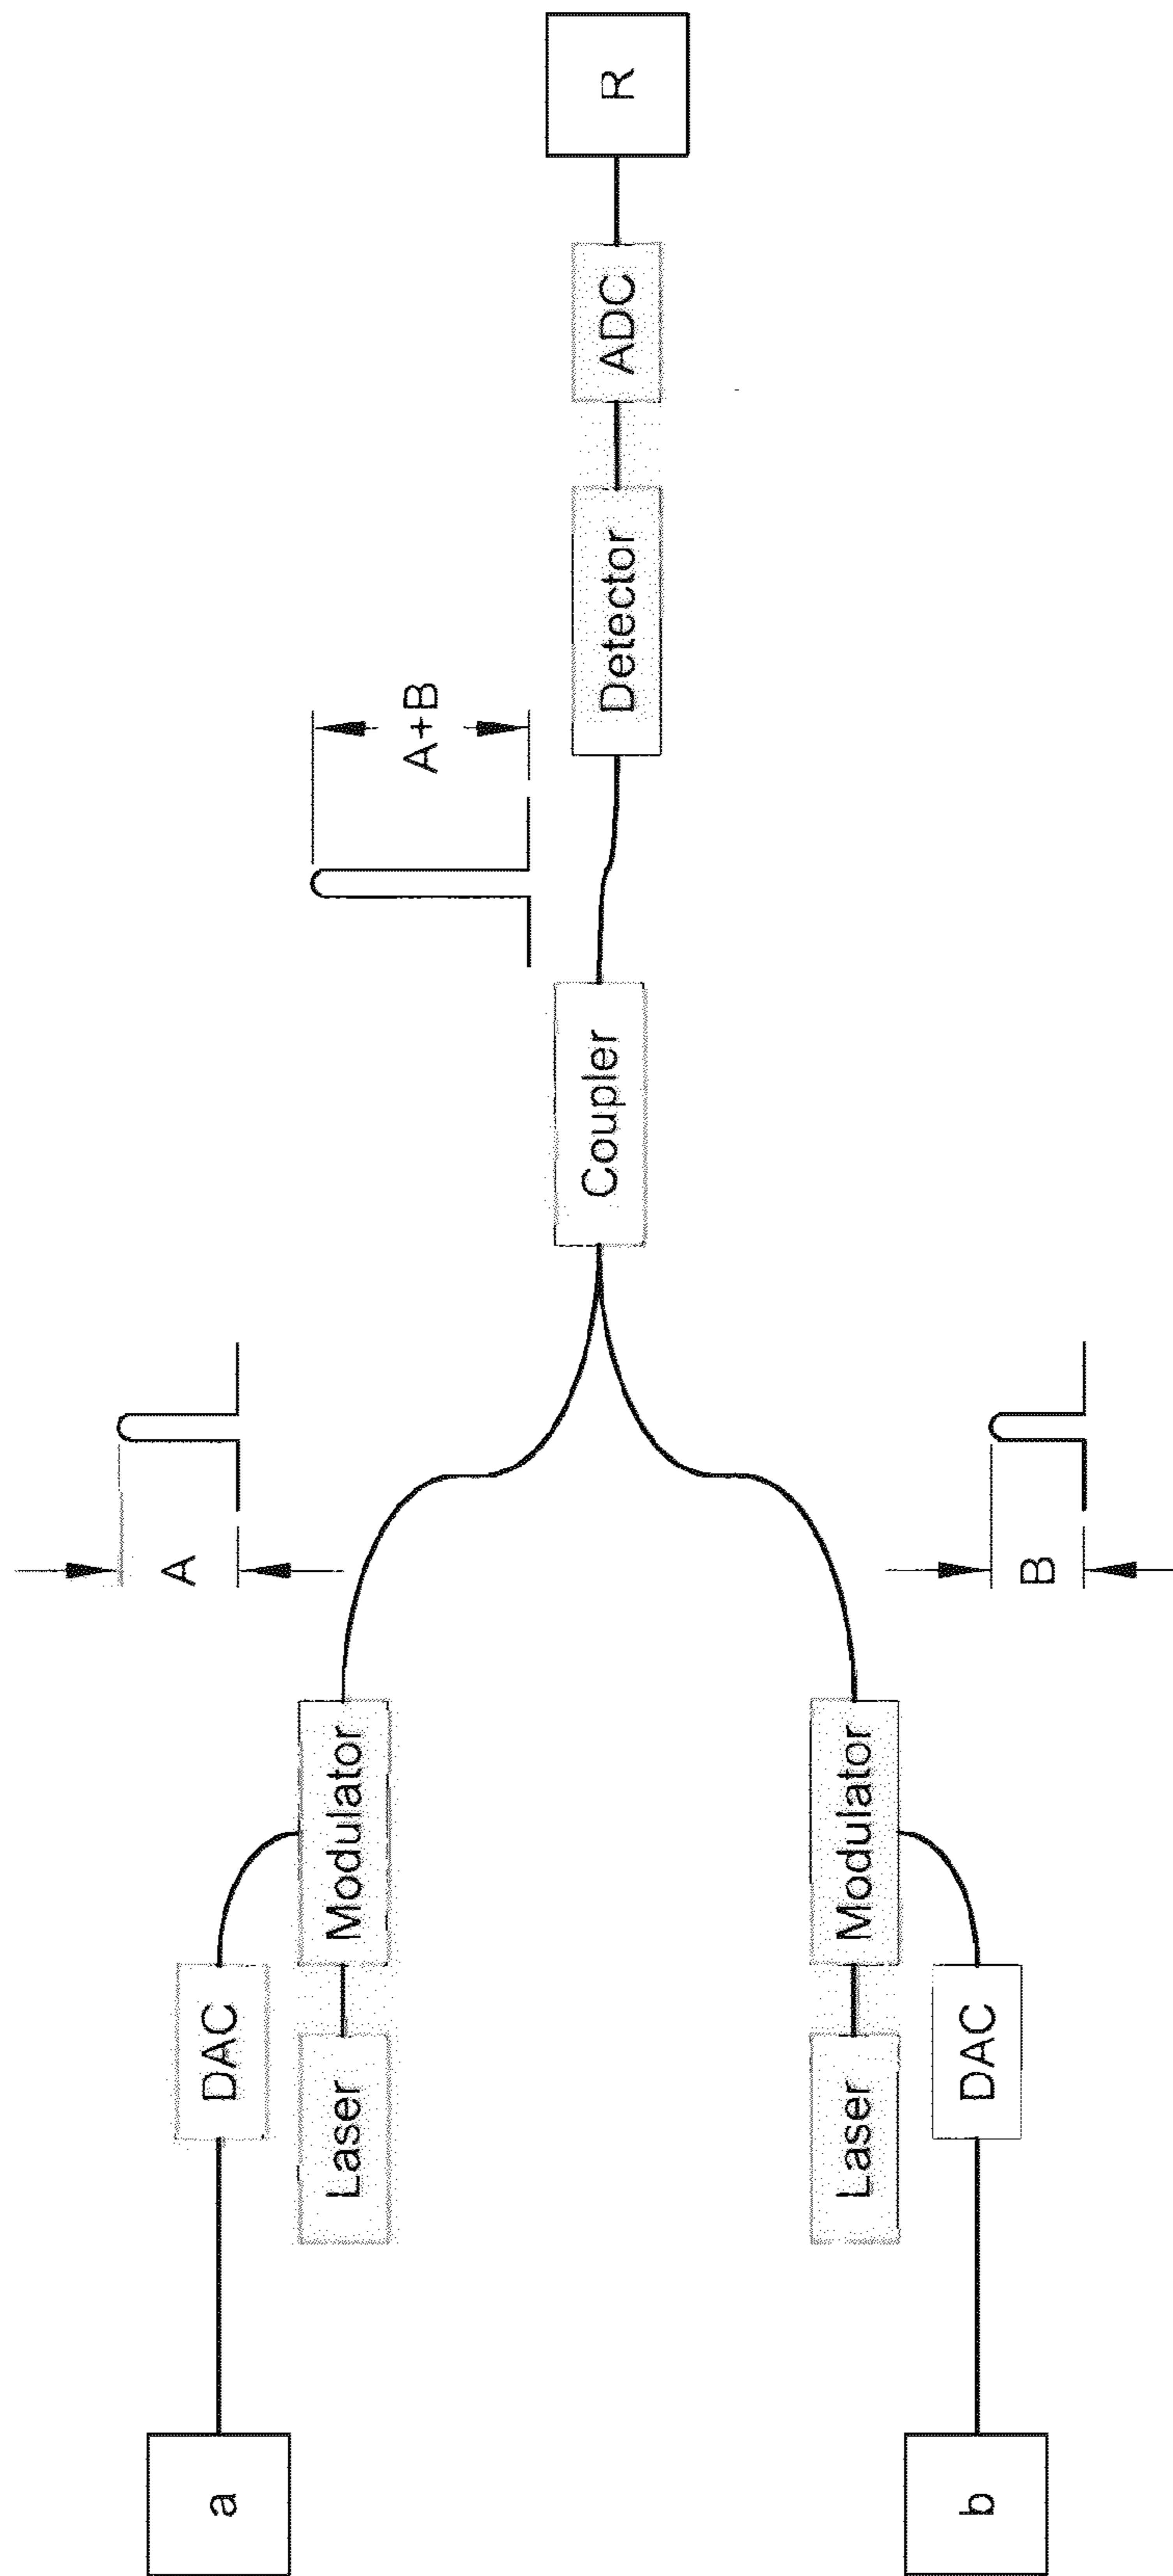 a
DAC
Laser
Modulator
A
b
DAC
Laser
Modulator
B
Coupler
A+B
Detector
ADC
R